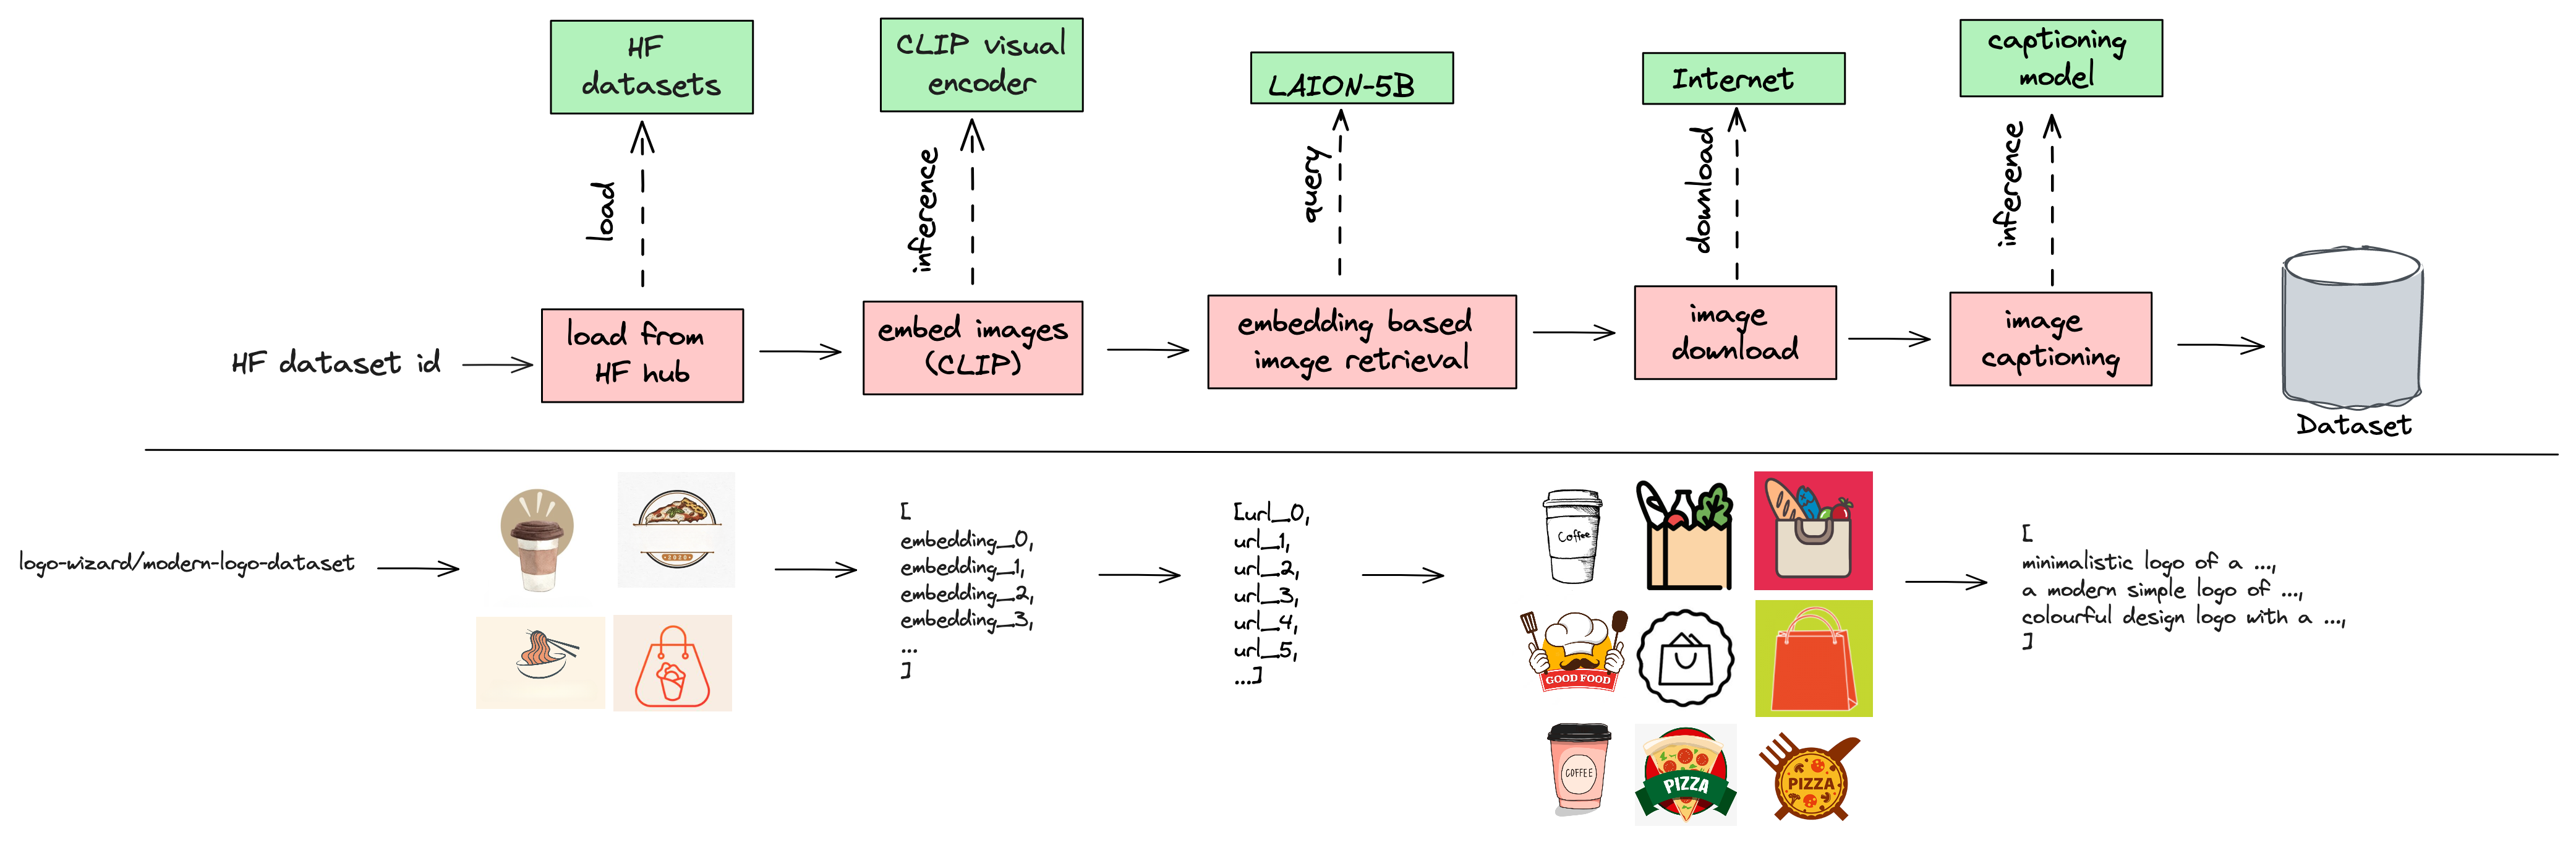 HF
datasets
CLIP visual
encoder
LAION-5B
Internet
captioning
model
load
inference
query
download
inference
HF dataset id
load from
HF hub
embed images
(CLIP)
embedding based
image retrieval
image
download
image
captioning
Dataset
logo-wizard/modern-logo-dataset
2020
[
embedding_0,
embedding_1,
embedding_2,
embedding_3,
...
]
[url_0,
url_1,
url_2,
url_3,
url_4,
url_5,
...]
Coffee
GOOD FOOD
COFFEE
PIZZA
PIZZA
[
minimalistic logo of a ...,
a modern simple logo of ...,
colourful design logo with a ...,
]